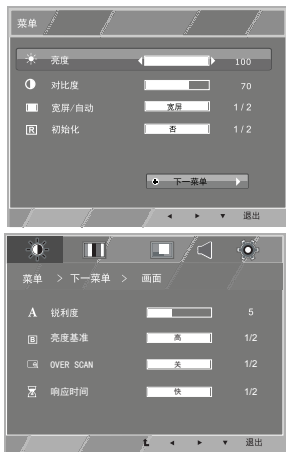 菜单
亮度 100
对比度 70
宽屏/自动 宽屏 1/2
R 初始化 否 1/2
下一菜单
退出
菜单 > 下一菜单 > 画面
A 锐利度 5
B 亮度基准 高 1/2
OVER SCAN 关 1/2
响应时间 快 1/2
退出